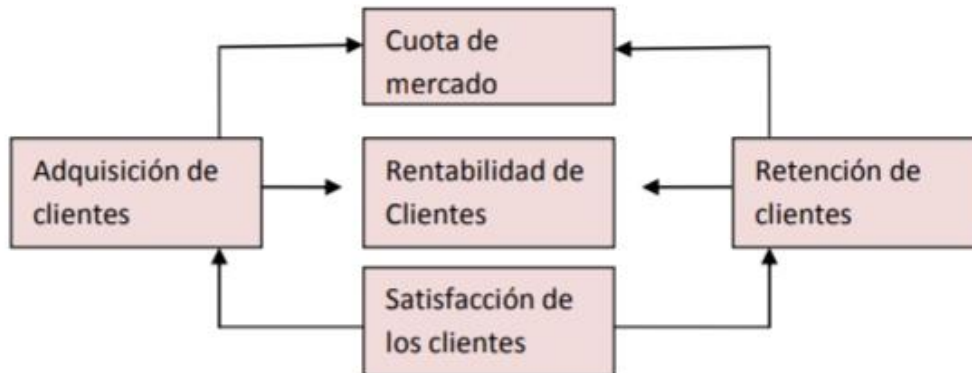 Cuota de
mercado
Adquisición de
clientes
Rentabilidad de
Clientes
Retención de
clientes
Satisfacción de
los clientes